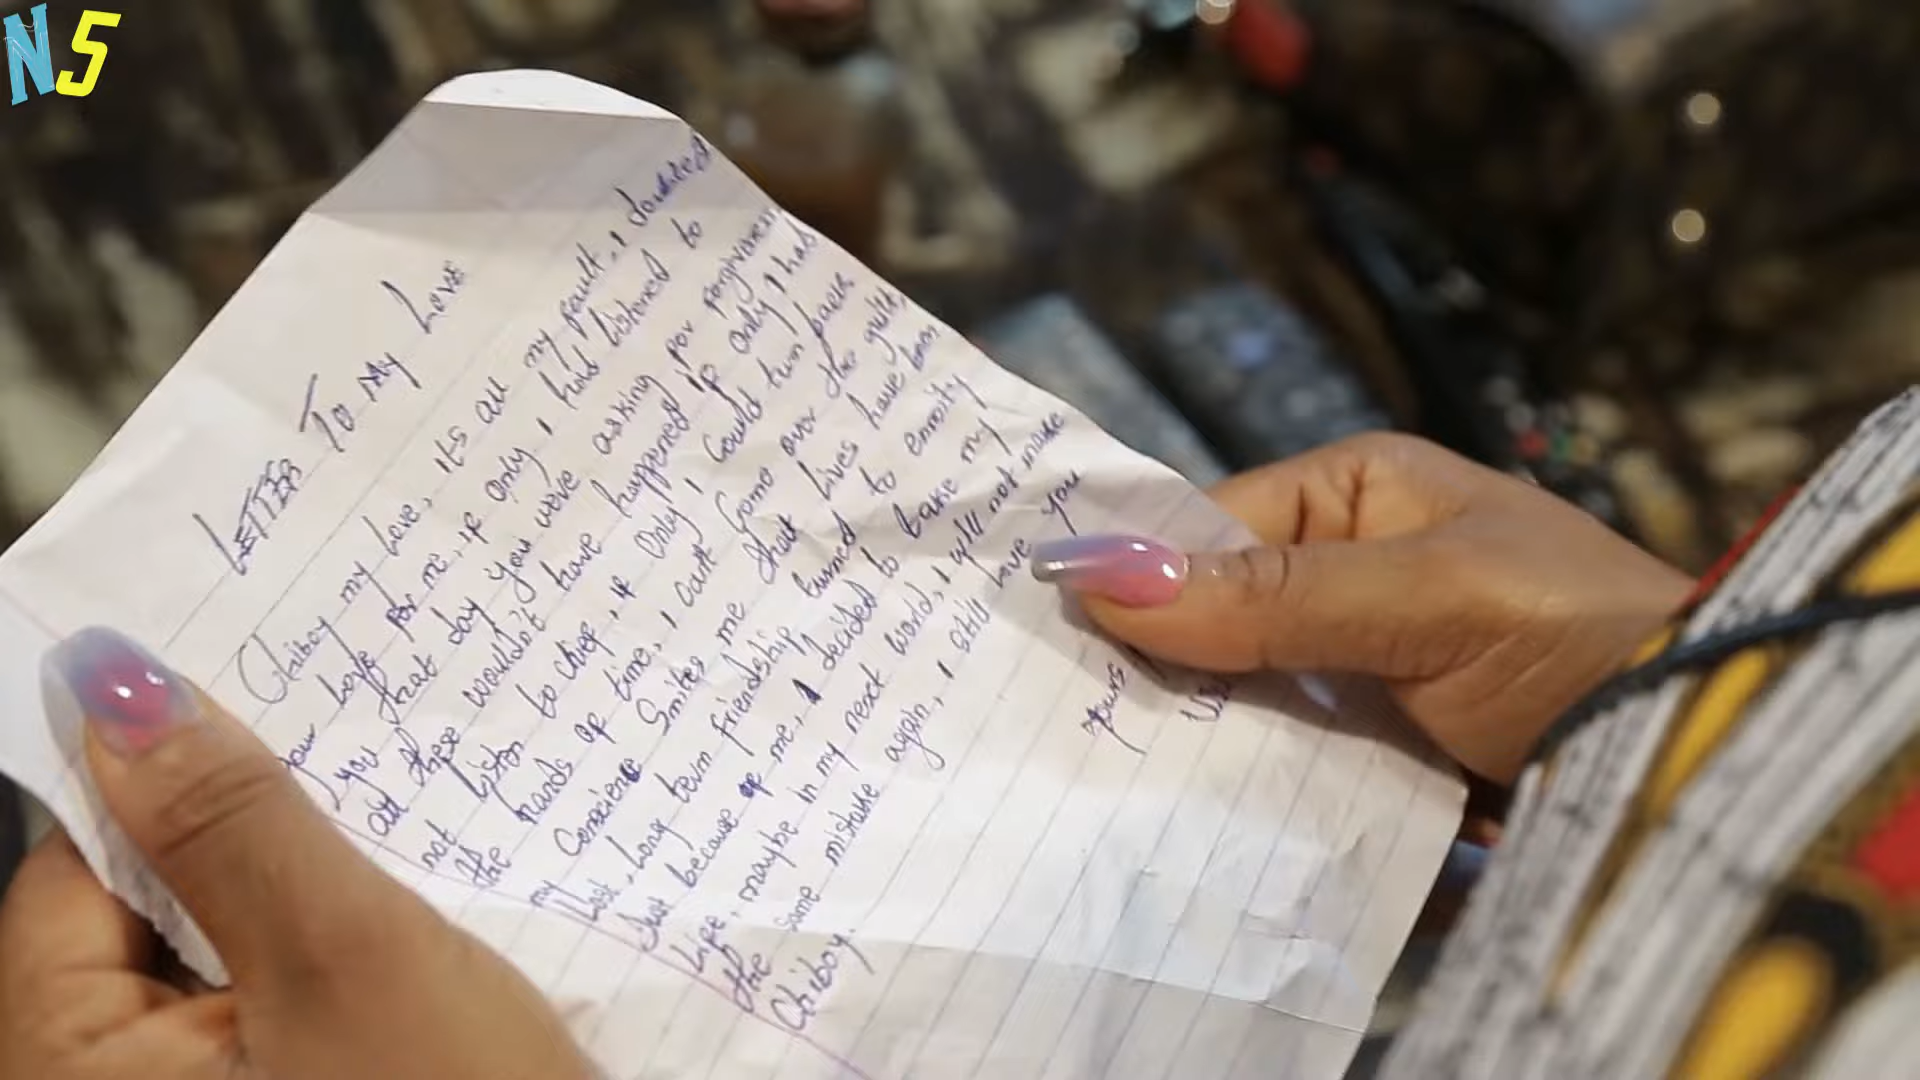 N5
LETTER To My Love
Chiboy my Love, its all my fault, I doubted
your Love for me, if only I had listened to
you that day you were asking for forgiveness
all these wouldn't have happened if only I had
not listen to chief, if only I could turn back
the hands of time, I can't come over the guilt,
my conscience smites me that lives have been
lost, long term friendship turned to enmity
Just because of me, I decided to take my
life, maybe in my next world, I will not make
the same mistake again, I still love you
Chiboy.
Yours